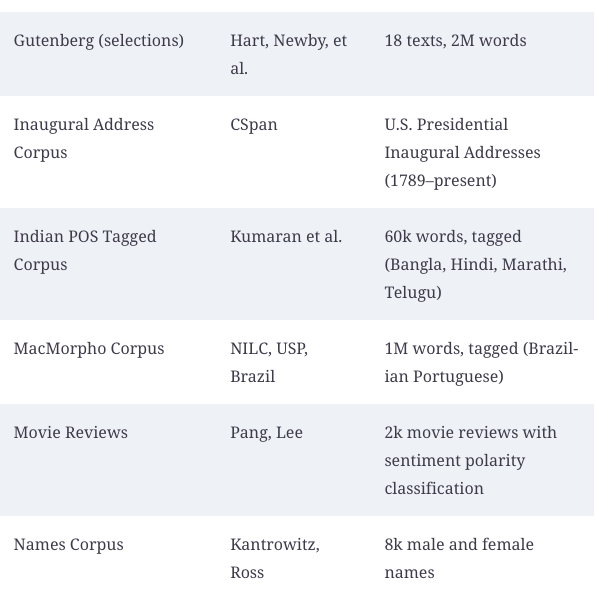 Gutenberg (selections) Hart, Newby, et 18 texts, 2M words
al.
Inaugural Address CSpan U.S. Presidential
Corpus Inaugural Addresses
(1789–present)
Indian POS Tagged Kumaran et al. 60k words, tagged
Corpus (Bangla, Hindi, Marathi,
Telugu)
MacMorpho Corpus NILC, USP, 1M words, tagged (Brazil-
Brazil ian Portuguese)
Movie Reviews Pang, Lee 2k movie reviews with
sentiment polarity
classification
Names Corpus Kantrowitz, 8k male and female
Ross names